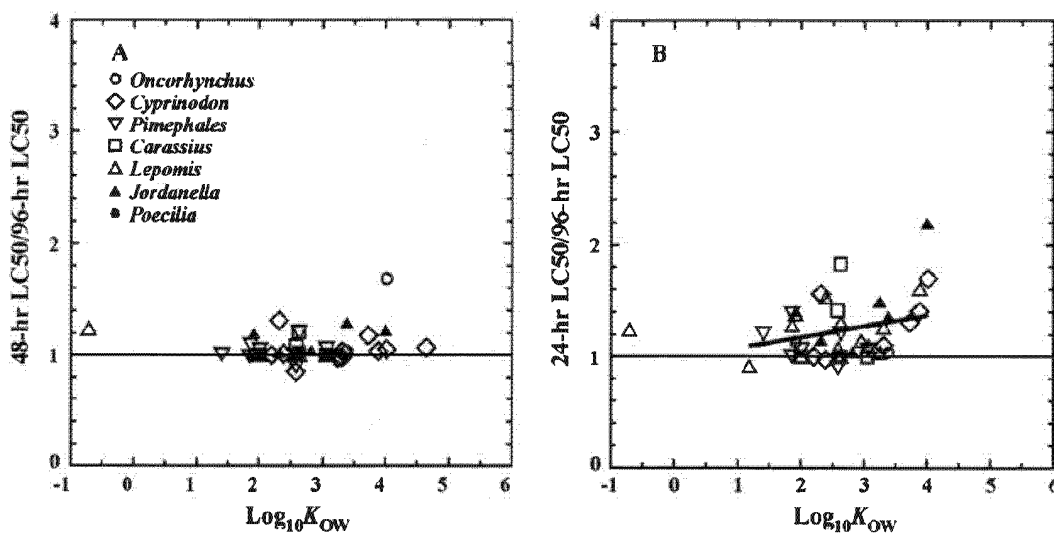 A
Oncorhynchus
Cyprinodon
Pimephales
Carassius
Lepomis
Jordanella
Poecilia
48-hr LC50/96-hr LC50
4
3
2
1
0
-1 0 1 2 3 4 5 6
Log10KOW
B
24-hr LC50/96-hr LC50
4
3
2
1
0
-1 0 1 2 3 4 5 6
Log10KOW